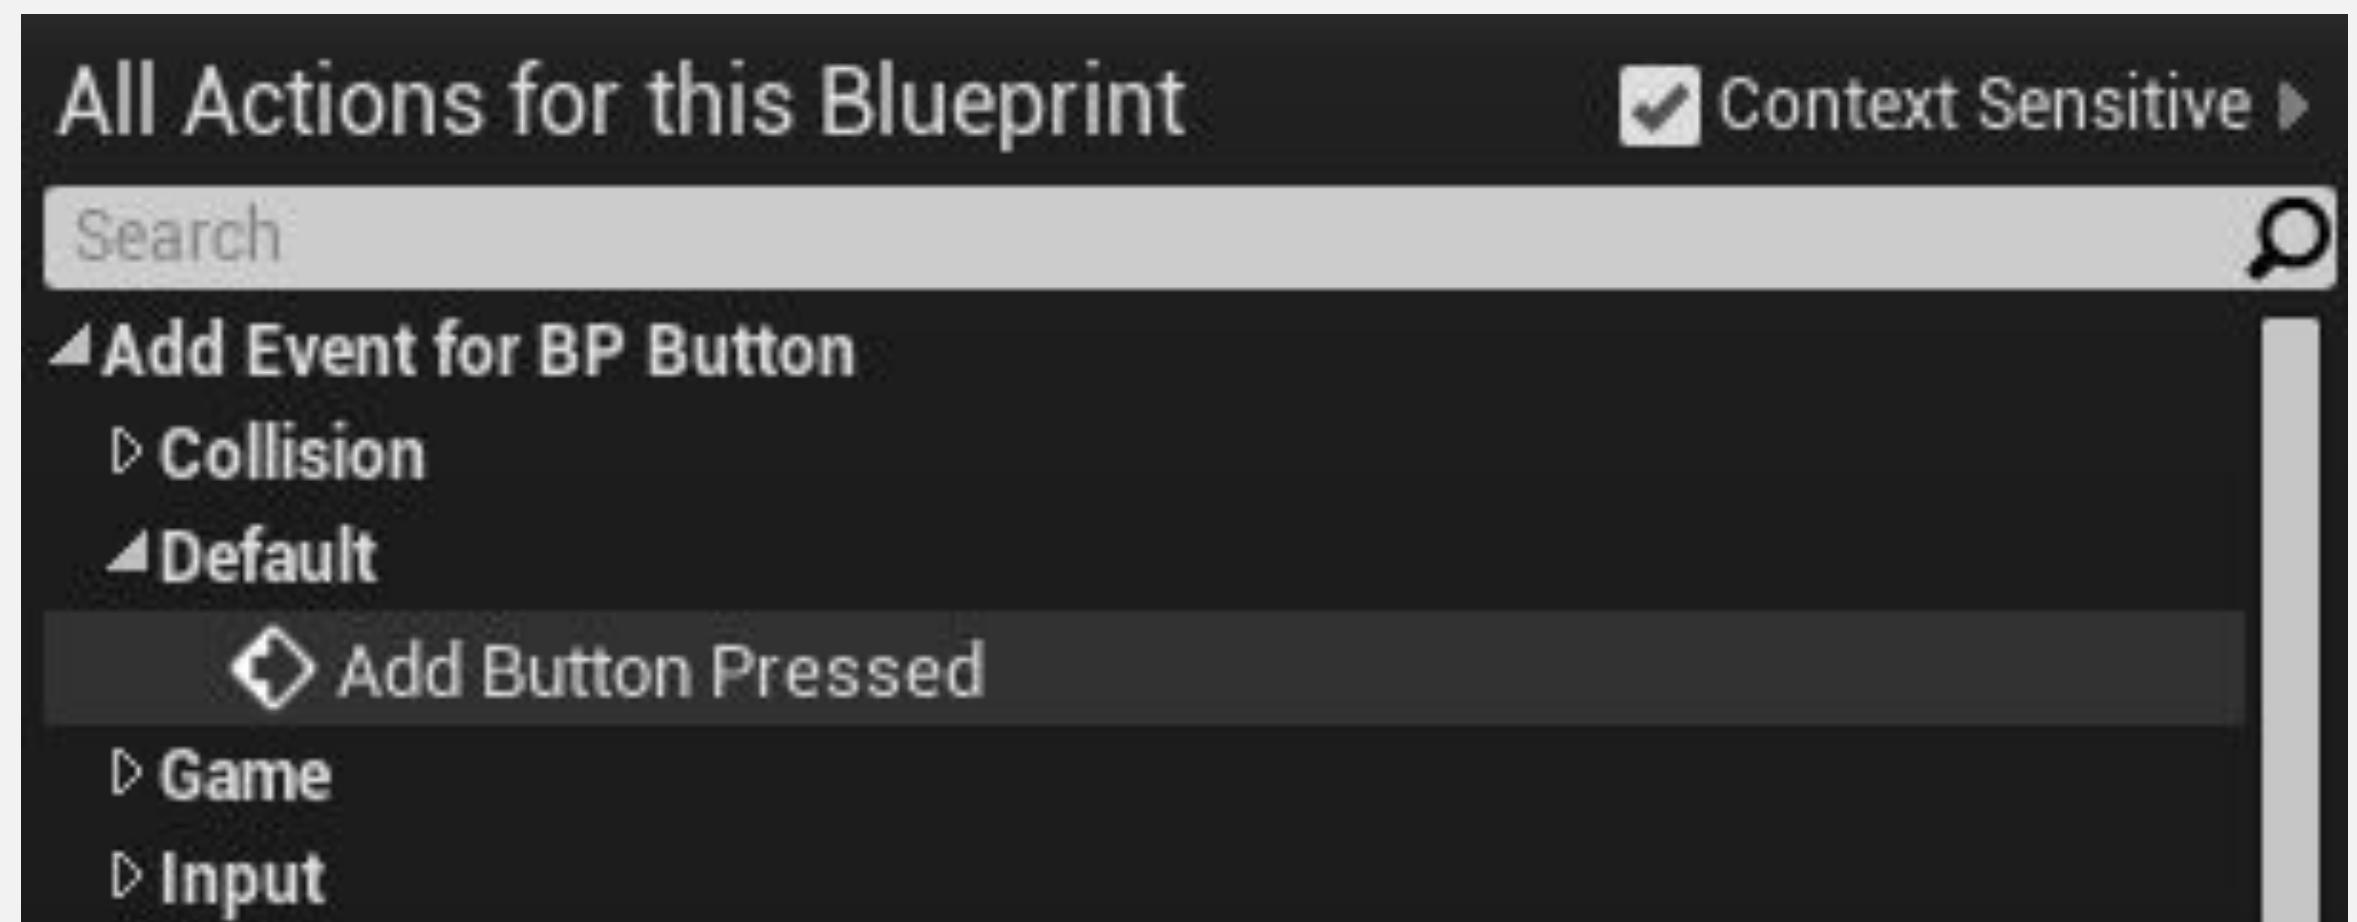 All Actions for this Blueprint Context Sensitive
Search
Add Event for BP Button
Collision
Default
Add Button Pressed
Game
Input